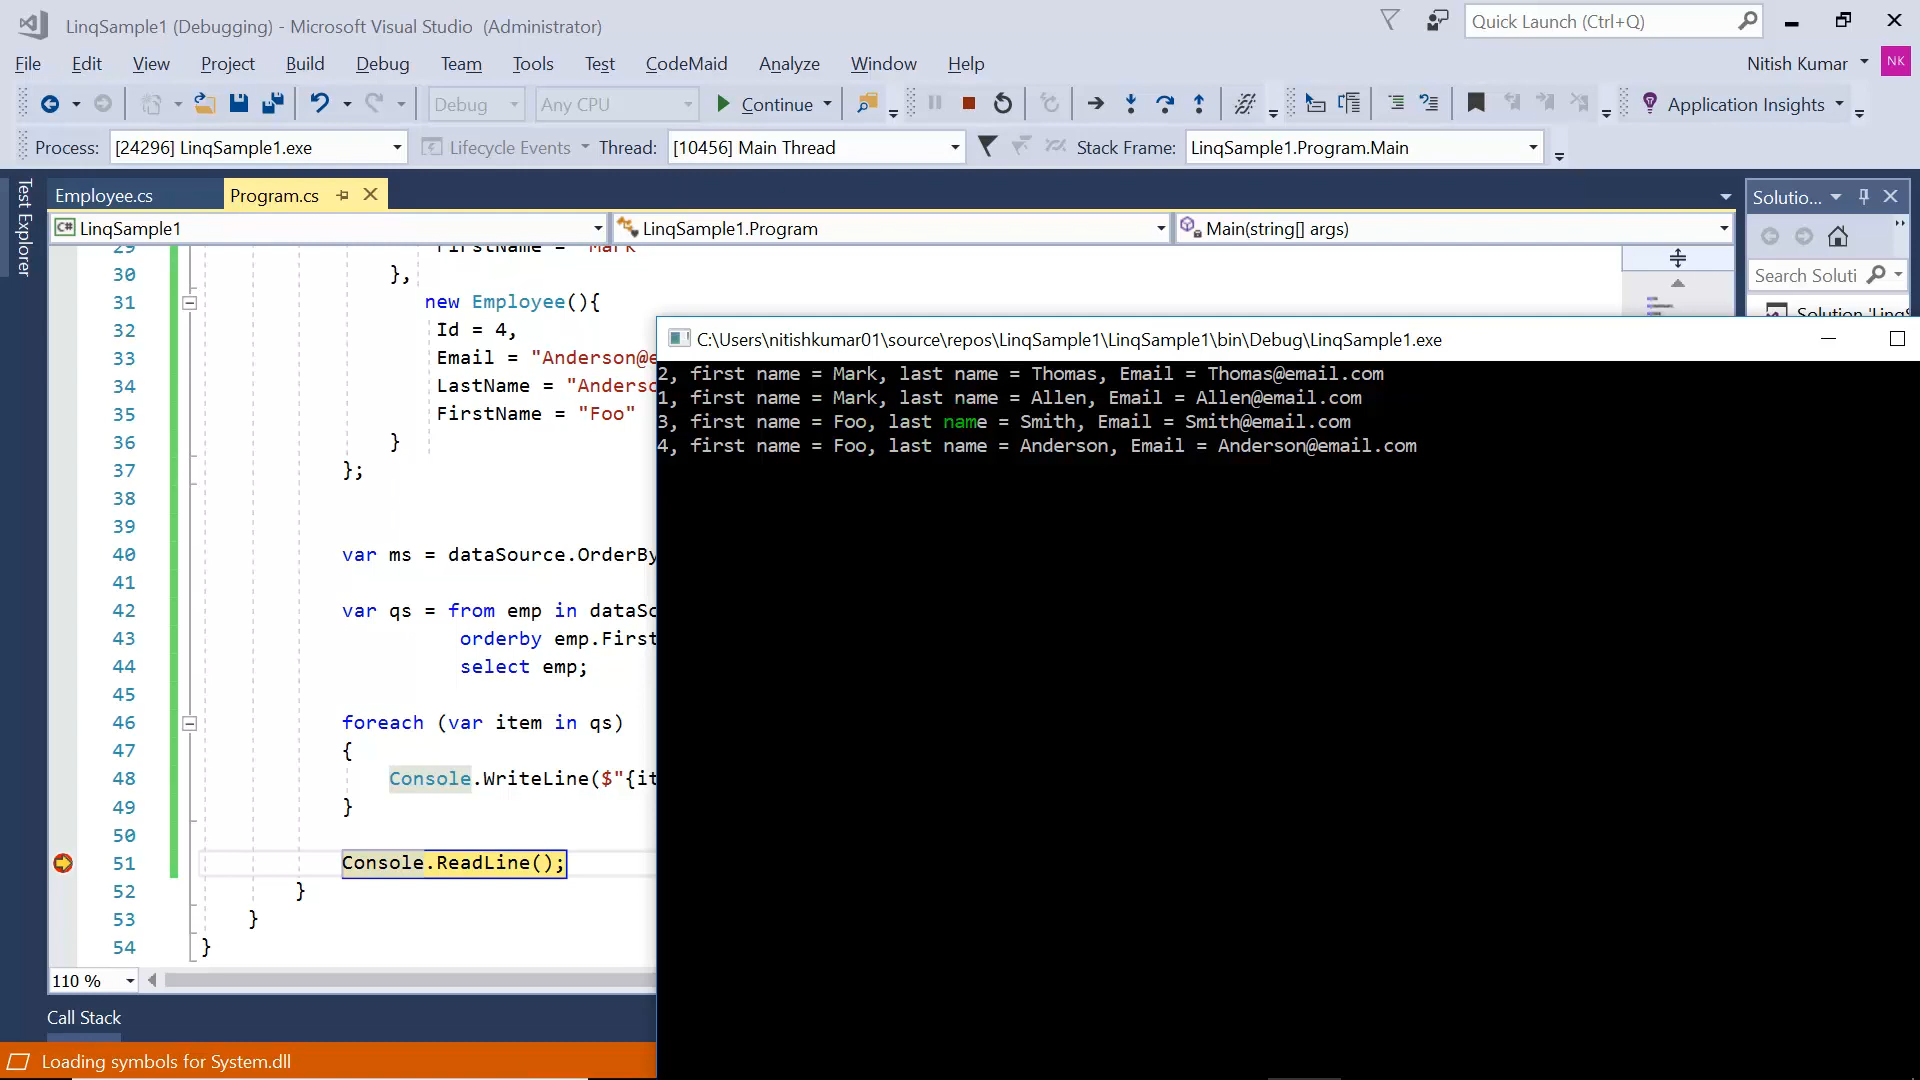 LinqSample1 (Debugging) - Microsoft Visual Studio (Administrator)
Quick Launch (Ctrl+Q)
File Edit View Project Build Debug Team Tools Test CodeMaid Analyze Window Help
Nitish Kumar NK
Debug Any CPU Continue Application Insights
Process: [24296] LinqSample1.exe Lifecycle Events Thread: [10456] Main Thread Stack Frame: LinqSample1.Program.Main
Test Explorer
Employee.cs Program.cs
Solutio...
LinqSample1 LinqSample1.Program Main(string[] args)
Search Soluti
Solution 'LinqS
29 FirstName = "Mark"
30 },
31 new Employee(){
32 Id = 4,
33 Email = "Anderson@e
34 LastName = "Anderso
35 FirstName = "Foo"
36 }
37 };
38
39
40 var ms = dataSource.OrderBy
41
42 var qs = from emp in dataSo
43 orderby emp.First
44 select emp;
45
46 foreach (var item in qs)
47 {
48 Console.WriteLine($"{it
49 }
50
51 Console.ReadLine();
52 }
53 }
54 }
110 %
Call Stack
Loading symbols for System.dll
C:\Users\nitishkumar01\source\repos\LinqSample1\LinqSample1\bin\Debug\LinqSample1.exe
2, first name = Mark, last name = Thomas, Email = Thomas@email.com
1, first name = Mark, last name = Allen, Email = Allen@email.com
3, first name = Foo, last name = Smith, Email = Smith@email.com
4, first name = Foo, last name = Anderson, Email = Anderson@email.com